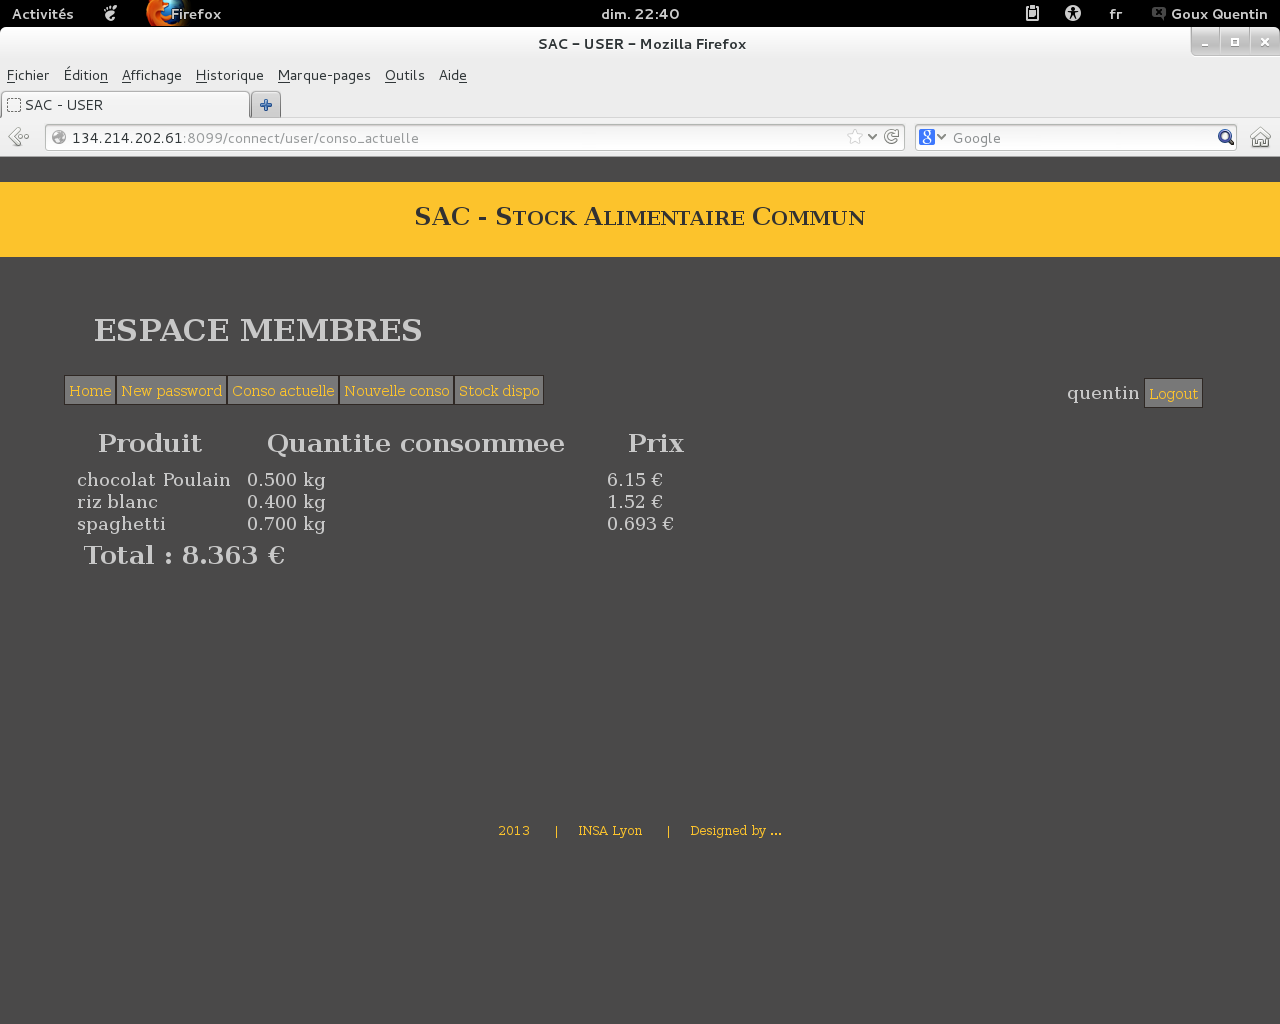 Activités Firefox dim. 22:40 fr Goux Quentin
SAC – USER – Mozilla Firefox
Fichier Édition Affichage Historique Marque-pages Outils Aide
SAC - USER
134.214.202.61:8099/connect/user/conso_actuelle Google
SAC - Stock Alimentaire Commun
ESPACE MEMBRES
Home New password Conso actuelle Nouvelle conso Stock dispo quentin Logout
Produit Quantite consommee Prix
chocolat Poulain 0.500 kg 6.15 €
riz blanc 0.400 kg 1.52 €
spaghetti 0.700 kg 0.693 €
Total : 8.363 €
2013 | INSA Lyon | Designed by ...